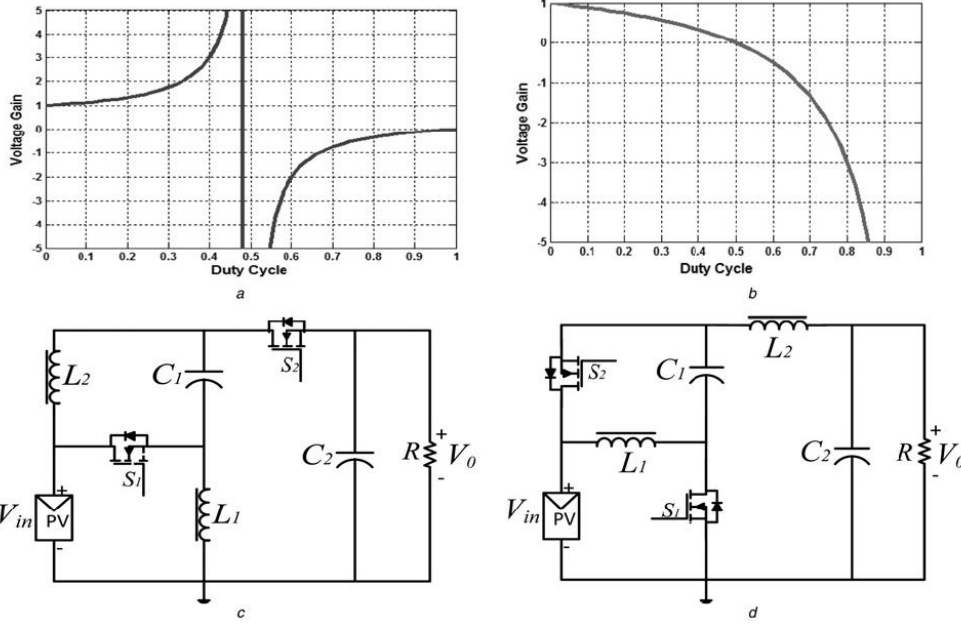 5
4
3
2
1
0
-1
-2
-3
-4
-5
Voltage Gain
0 0.1 0.2 0.3 0.4 0.5 0.6 0.7 0.8 0.9 1
Duty Cycle
a
1
0
-1
-2
-3
-4
-5
Voltage Gain
0 0.1 0.2 0.3 0.4 0.5 0.6 0.7 0.8 0.9 1
Duty Cycle
b
L2
C1
S2
S1
Vin
+
PV
-
L1
C2
R
+
V0
-
c
S2
C1
L2
L1
Vin
+
PV
-
S1
C2
R
+
V0
-
d